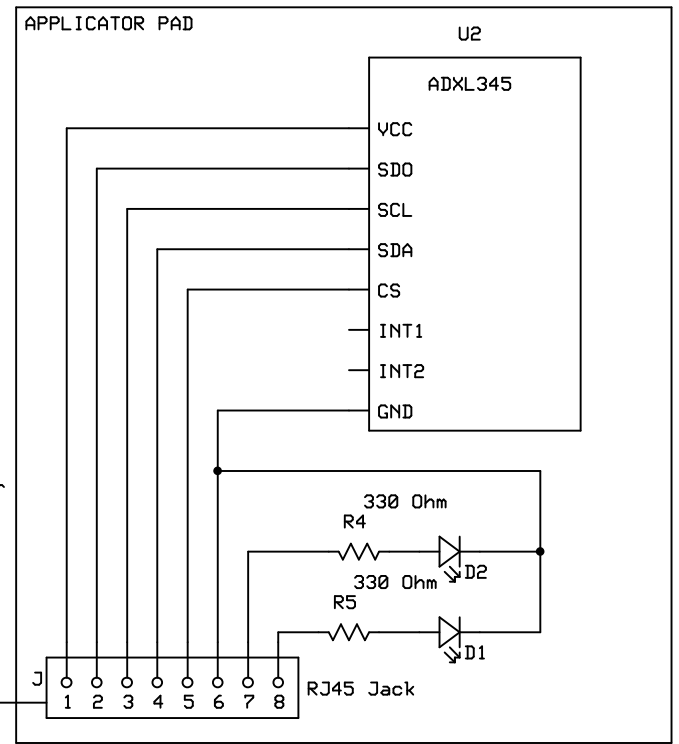 APPLICATOR PAD
U2
ADXL345
VCC
SDO
SCL
SDA
CS
INT1
INT2
GND
330 Ohm
R4
D2
330 Ohm
R5
D1
J
RJ45 Jack
1 2 3 4 5 6 7 8